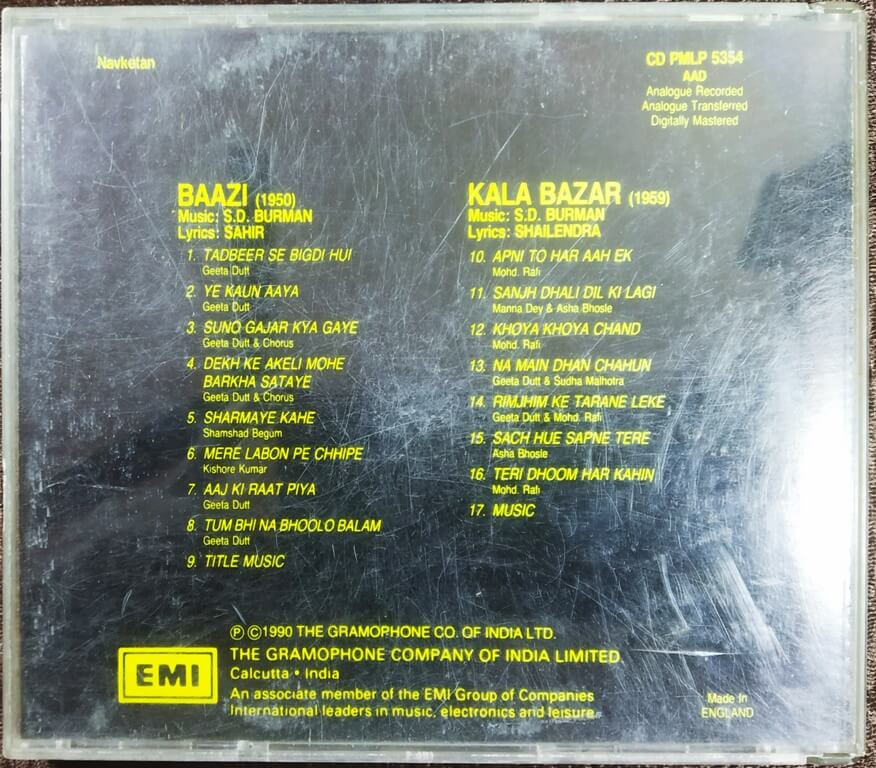 Navketan
CD PMLP 5354
AAD
Analogue Recorded
Analogue Transferred
Digitally Mastered
BAAZI (1950)
Music: S.D. BURMAN
Lyrics: SAHIR
1. TADBEER SE BIGDI HUI
Geeta Dutt
2. YE KAUN AAYA
Geeta Dutt
3. SUNO GAJAR KYA GAYE
Geeta Dutt & Chorus
4. DEKH KE AKELI MOHE
BARKHA SATAYE
Geeta Dutt & Chorus
5. SHARMAYE KAHE
Shamshad Begum
6. MERE LABON PE CHHIPE
Kishore Kumar
7. AAJ KI RAAT PIYA
Geeta Dutt
8. TUM BHI NA BHOOLO BALAM
Geeta Dutt
9. TITLE MUSIC
KALA BAZAR (1959)
Music: S.D. BURMAN
Lyrics: SHAILENDRA
10. APNI TO HAR AAH EK
Mohd. Rafi
11. SANJH DHALI DIL KI LAGI
Manna Dey & Asha Bhosle
12. KHOYA KHOYA CHAND
Mohd. Rafi
13. NA MAIN DHAN CHAHUN
Geeta Dutt & Sudha Malhotra
14. RIMJHIM KE TARANE LEKE
Geeta Dutt & Mohd. Rafi
15. SACH HUE SAPNE TERE
Asha Bhosle
16. TERI DHOOM HAR KAHIN
Mohd. Rafi
17. MUSIC
EMI
Ⓟ ©1990 THE GRAMOPHONE CO. OF INDIA LTD.
THE GRAMOPHONE COMPANY OF INDIA LIMITED.
Calcutta • India
An associate member of the EMI Group of Companies
International leaders in music, electronics and leisure.
Made In
ENGLAND